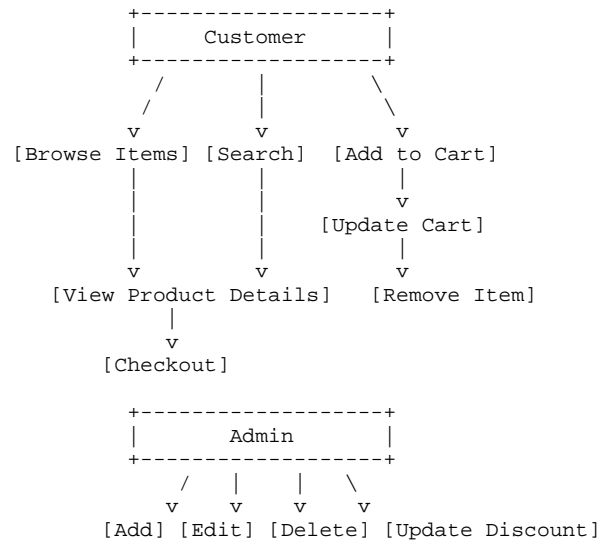 Customer
[Browse Items] [Search] [Add to Cart]
[Update Cart]
[View Product Details] [Remove Item]
[Checkout]
Admin
[Add] [Edit] [Delete] [Update Discount]